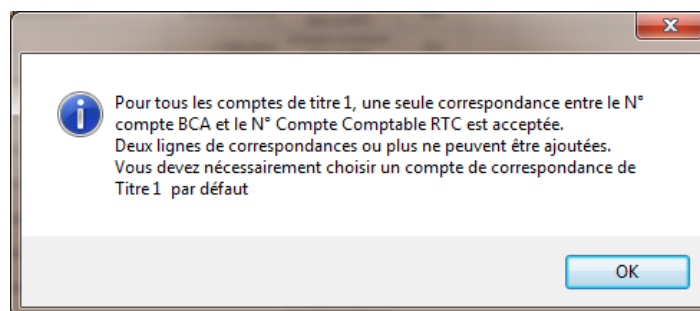 Pour tous les comptes de titre 1, une seule correspondance entre le N°
compte BCA et le N° Compte Comptable RTC est acceptée.
Deux lignes de correspondances ou plus ne peuvent être ajoutées.
Vous devez nécessairement choisir un compte de correspondance de
Titre 1 par défaut
OK